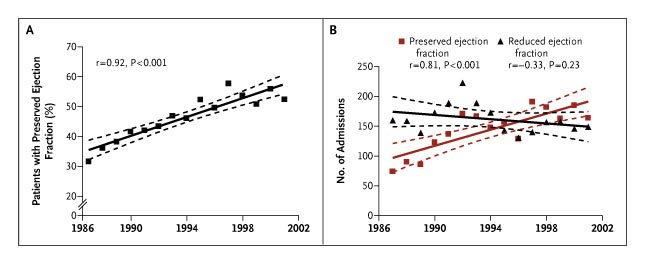 A
r=0.92, P<0.001
Patients with Preserved Ejection
Fraction (%)
70
60
50
40
30
20
0
1986
1990
1994
1998
2002
B
Preserved ejection
fraction
r=0.81, P<0.001
Reduced ejection
fraction
r=−0.33, P=0.23
No. of Admissions
250
200
150
100
50
0
1986
1990
1994
1998
2002